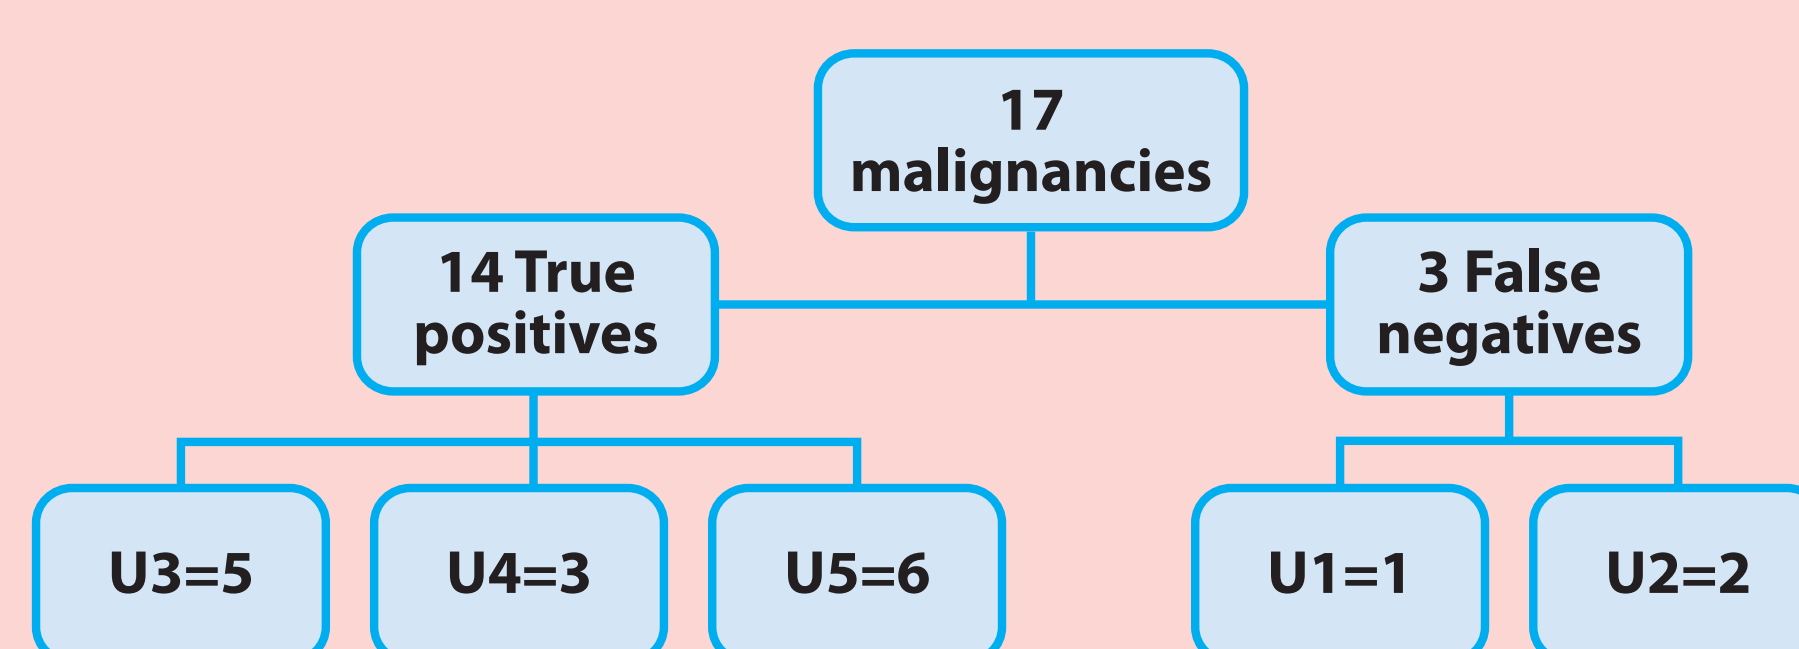 17
malignancies
14 True
positives
3 False
negatives
U3=5
U4=3
U5=6
U1=1
U2=2